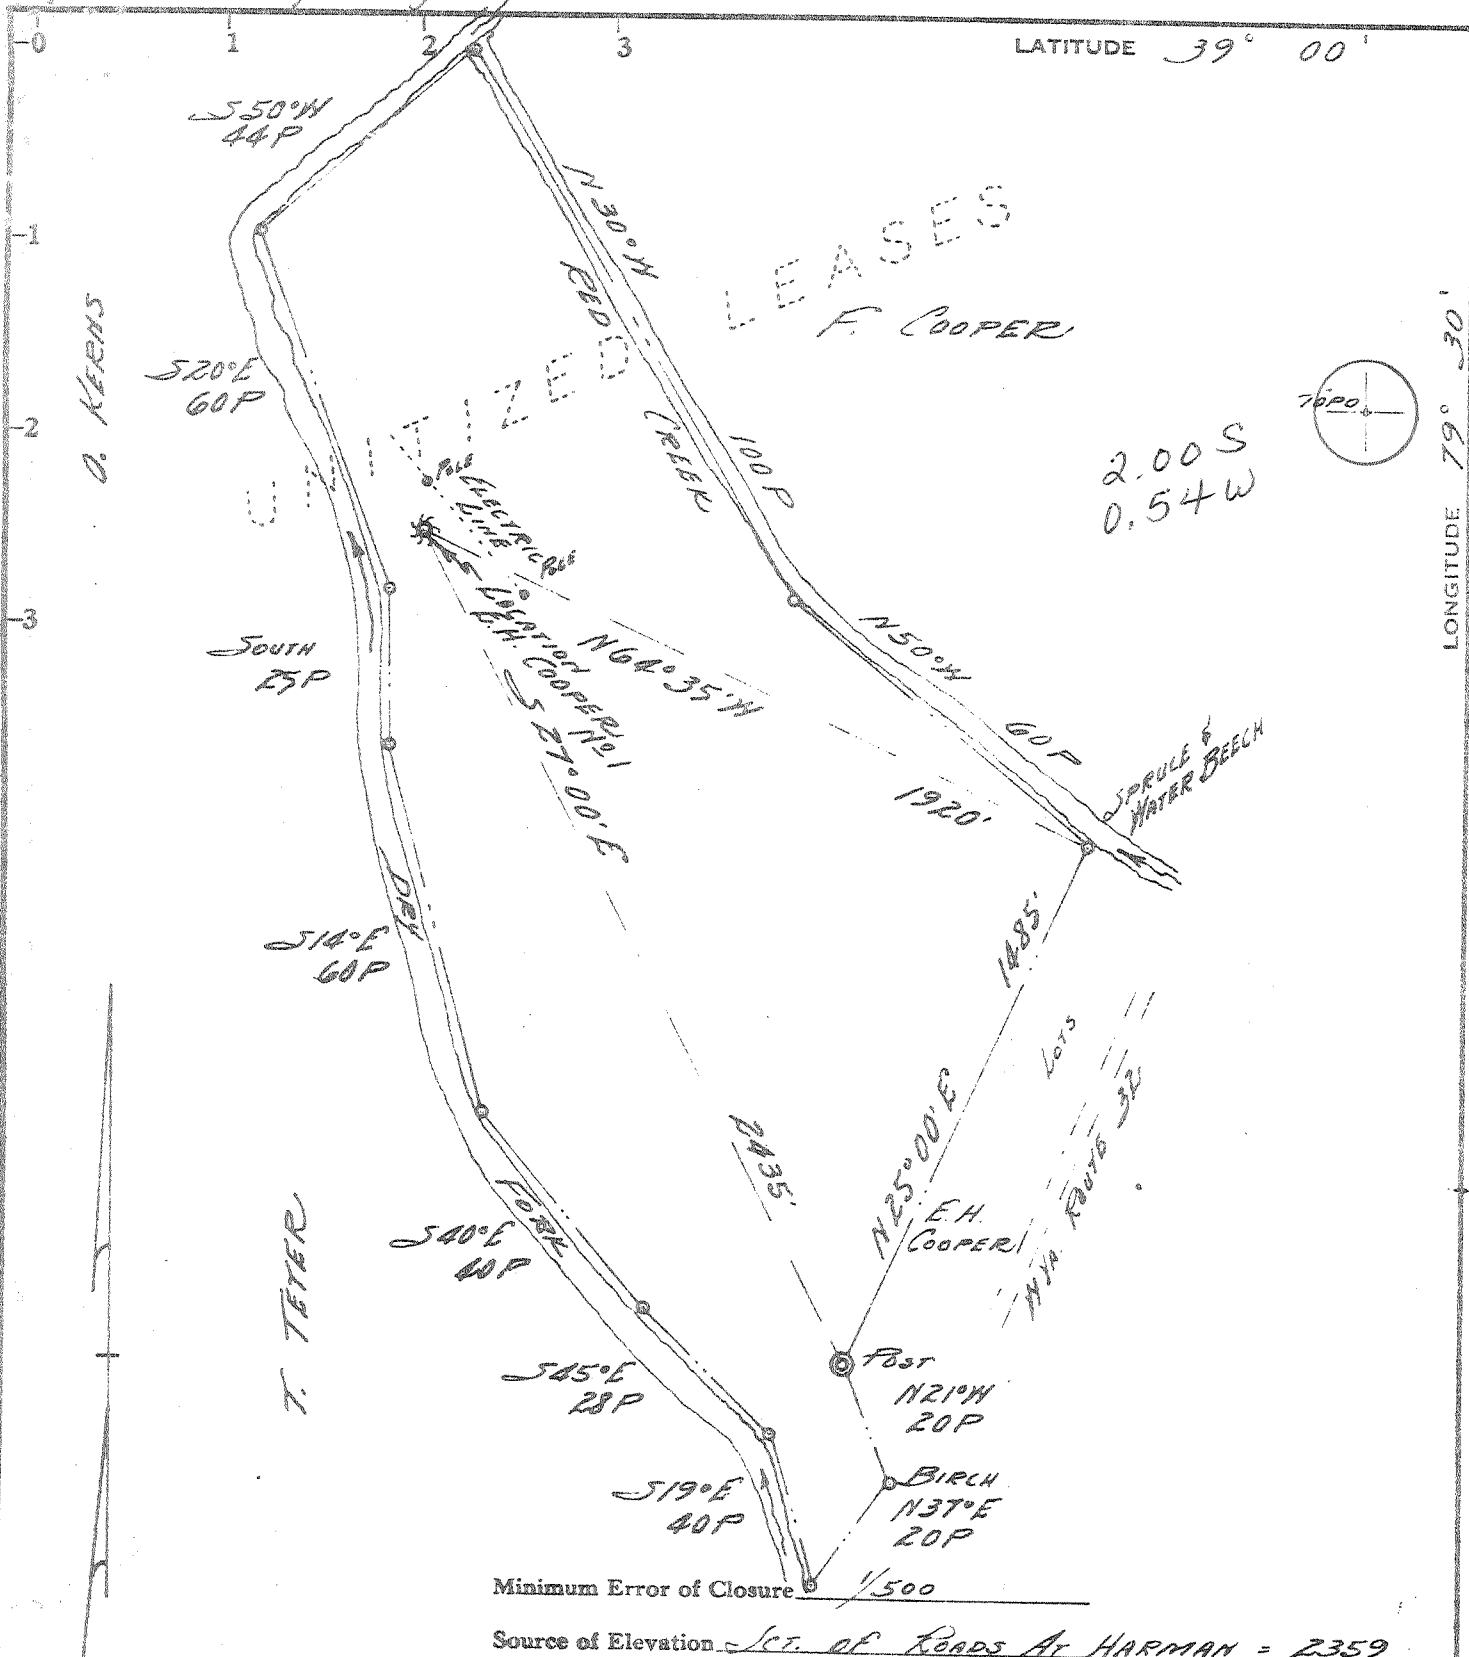 -0 1 2 3 LATITUDE 39° 00'
S50°W
44P
-1
N30°W
100P
RED CREEK
UNITIZED LEASES
F. COOPER
O. KERNS
S20°E
60P
-2
TOPO
2.00 S
0.54 W
LONGITUDE 79° 30'
POLE
ELECTRIC
LINE
POLE
LOCATION
E.H. COOPER
No 1
-3
SOUTH
25P
N64°35'W
1920'
S27°00'E
2435'
N50°W
60P
SPRUCE &
WATER BEECH
DRY FORK
S14°E
60P
1485'
N25°00'E
LOTS
W.VA. ROUTE 32
E.H.
COOPER
T. TETER
S40°E
40P
S45°E
28P
POST
N21°W
20P
S19°E
40P
BIRCH
N37°E
20P
Minimum Error of Closure 1/500
Source of Elevation JCT. OF ROADS AT HARMAN = 2359